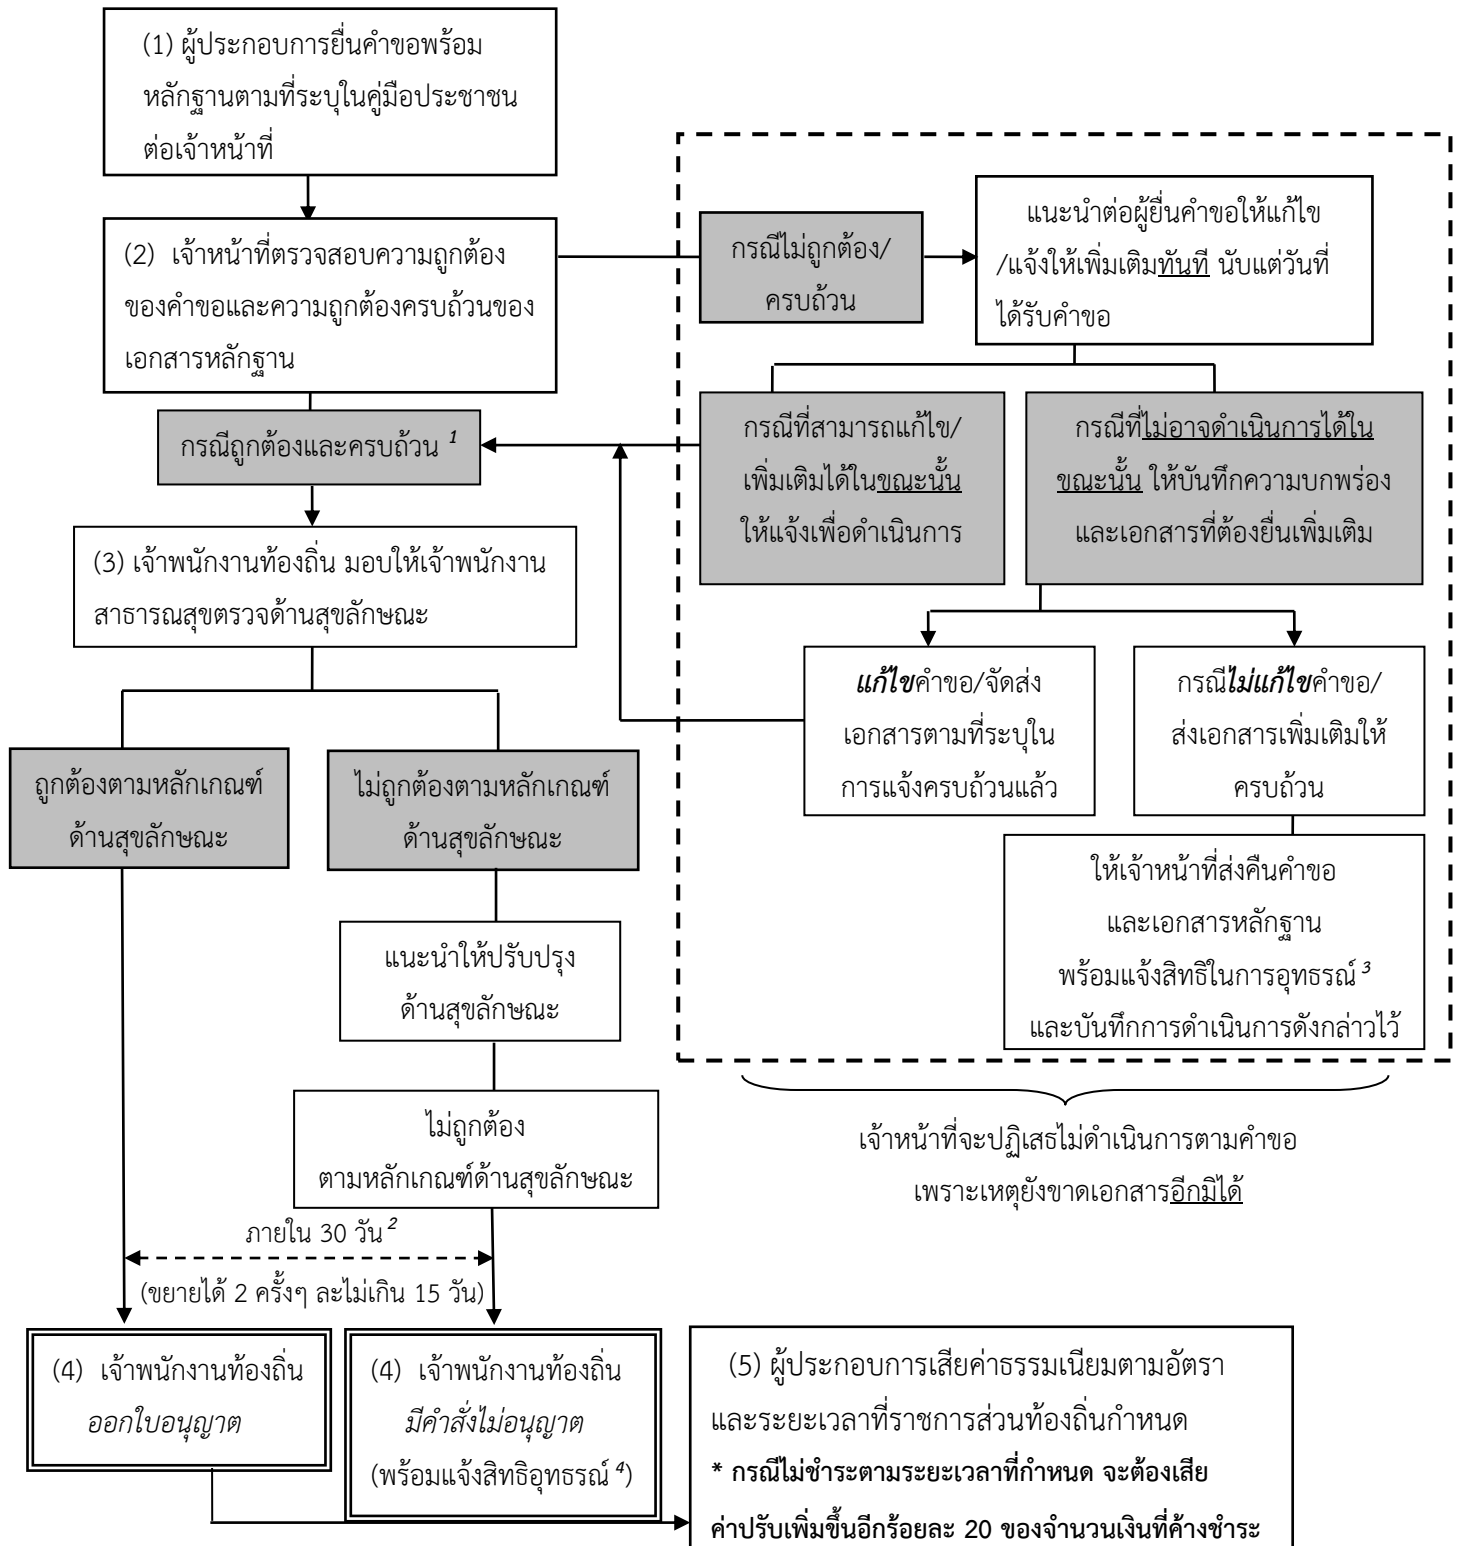 (1) ผู้ประกอบการยื่นคำขอพร้อม
หลักฐานตามที่ระบุในคู่มือประชาชน
ต่อเจ้าหน้าที่
(2) เจ้าหน้าที่ตรวจสอบความถูกต้อง
ของคำขอและความถูกต้องครบถ้วนของ
เอกสารหลักฐาน
กรณีไม่ถูกต้อง/
ครบถ้วน
แนะนำต่อผู้ยื่นคำขอให้แก้ไข
/แจ้งให้เพิ่มเติมทันที นับแต่วันที่
ได้รับคำขอ
กรณีถูกต้องและครบถ้วน 1
กรณีที่สามารถแก้ไข/
เพิ่มเติมได้ในขณะนั้น
ให้แจ้งเพื่อดำเนินการ
กรณีที่ไม่อาจดำเนินการได้ใน
ขณะนั้น ให้บันทึกความบกพร่อง
และเอกสารที่ต้องยื่นเพิ่มเติม
(3) เจ้าพนักงานท้องถิ่น มอบให้เจ้าพนักงาน
สาธารณสุขตรวจด้านสุขลักษณะ
แก้ไขคำขอ/จัดส่ง
เอกสารตามที่ระบุใน
การแจ้งครบถ้วนแล้ว
กรณีไม่แก้ไขคำขอ/
ส่งเอกสารเพิ่มเติมให้
ครบถ้วน
ถูกต้องตามหลักเกณฑ์
ด้านสุขลักษณะ
ไม่ถูกต้องตามหลักเกณฑ์
ด้านสุขลักษณะ
ให้เจ้าหน้าที่ส่งคืนคำขอ
และเอกสารหลักฐาน
พร้อมแจ้งสิทธิในการอุทธรณ์ 3
และบันทึกการดำเนินการดังกล่าวไว้
แนะนำให้ปรับปรุง
ด้านสุขลักษณะ
ไม่ถูกต้อง
ตามหลักเกณฑ์ด้านสุขลักษณะ
เจ้าหน้าที่จะปฏิเสธไม่ดำเนินการตามคำขอ
เพราะเหตุยังขาดเอกสารอีกมิได้
ภายใน 30 วัน 2
(ขยายได้ 2 ครั้งๆ ละไม่เกิน 15 วัน)
(4) เจ้าพนักงานท้องถิ่น
ออกใบอนุญาต
(4) เจ้าพนักงานท้องถิ่น
มีคำสั่งไม่อนุญาต
(พร้อมแจ้งสิทธิอุทธรณ์ 4)
(5) ผู้ประกอบการเสียค่าธรรมเนียมตามอัตรา
และระยะเวลาที่ราชการส่วนท้องถิ่นกำหนด
* กรณีไม่ชำระตามระยะเวลาที่กำหนด จะต้องเสีย
ค่าปรับเพิ่มขึ้นอีกร้อยละ 20 ของจำนวนเงินที่ค้างชำระ